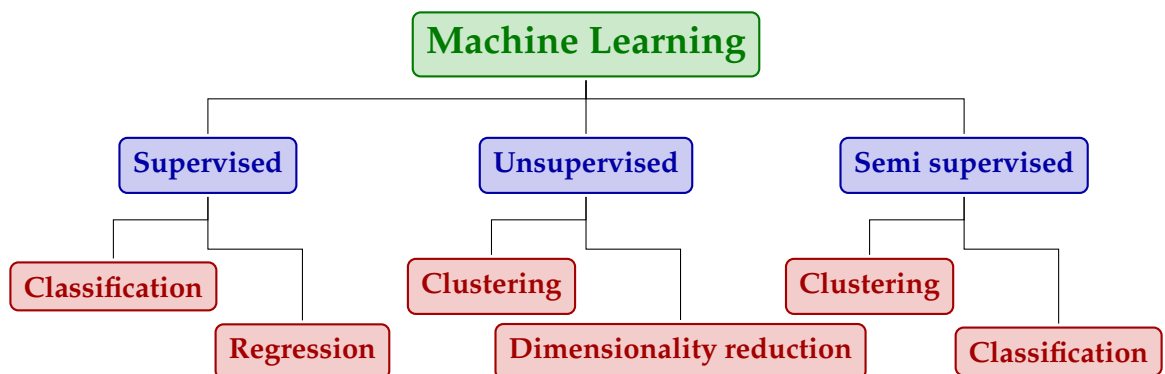 Machine Learning
Supervised
Unsupervised
Semi supervised
Classification
Clustering
Clustering
Regression
Dimensionality reduction
Classification